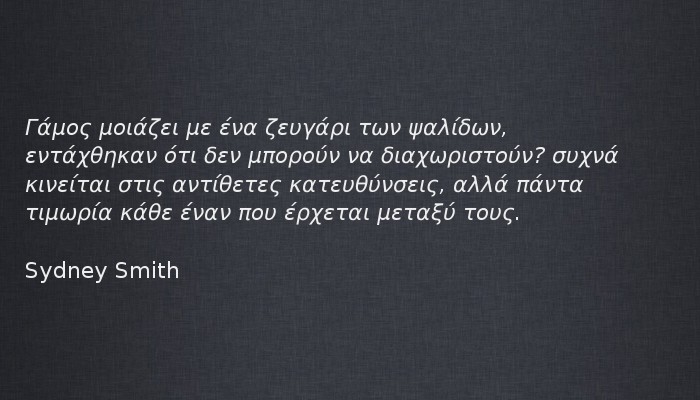 Γάμος μοιάζει με ένα ζευγάρι των ψαλίδων,
εντάχθηκαν ότι δεν μπορούν να διαχωριστούν? συχνά
κινείται στις αντίθετες κατευθύνσεις, αλλά πάντα
τιμωρία κάθε έναν που έρχεται μεταξύ τους.
Sydney Smith